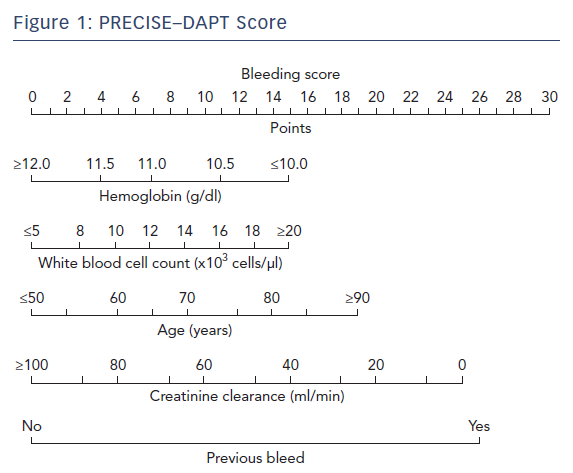 Figure 1: PRECISE–DAPT Score
Bleeding score
0 2 4 6 8 10 12 14 16 18 20 22 24 26 28 30
Points
≥12.0 11.5 11.0 10.5 ≤10.0
Hemoglobin (g/dl)
≤5 8 10 12 14 16 18 ≥20
White blood cell count (x10³ cells/µl)
≤50 60 70 80 ≥90
Age (years)
≥100 80 60 40 20 0
Creatinine clearance (ml/min)
No Yes
Previous bleed